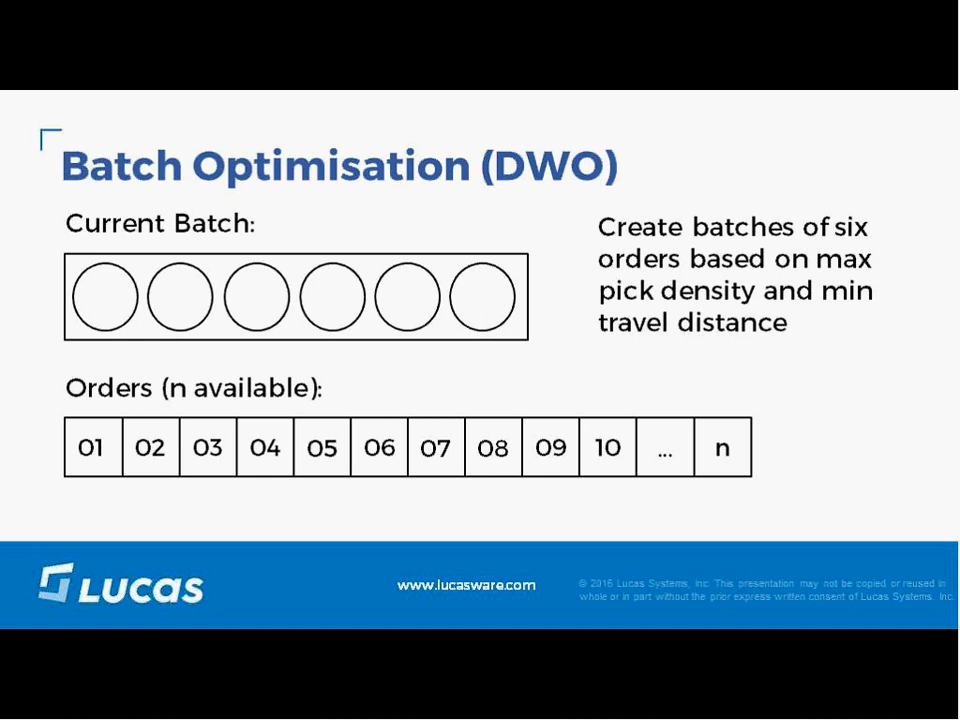 Batch Optimisation (DWO)
Current Batch:
Create batches of six
orders based on max
pick density and min
travel distance
Orders (n available):
01 02 03 04 05 06 07 08 09 10 ... n
LUCAS
www.lucasware.com
© 2016 Lucas Systems, Inc. This presentation may not be copied or reused in
whole or in part without the prior express written consent of Lucas Systems, Inc.